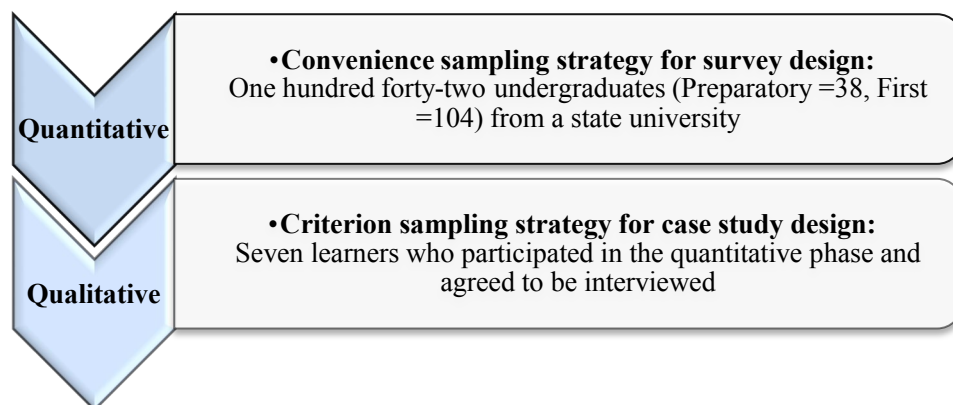 Quantitative
•Convenience sampling strategy for survey design:
One hundred forty-two undergraduates (Preparatory =38, First
=104) from a state university
Qualitative
•Criterion sampling strategy for case study design:
Seven learners who participated in the quantitative phase and
agreed to be interviewed